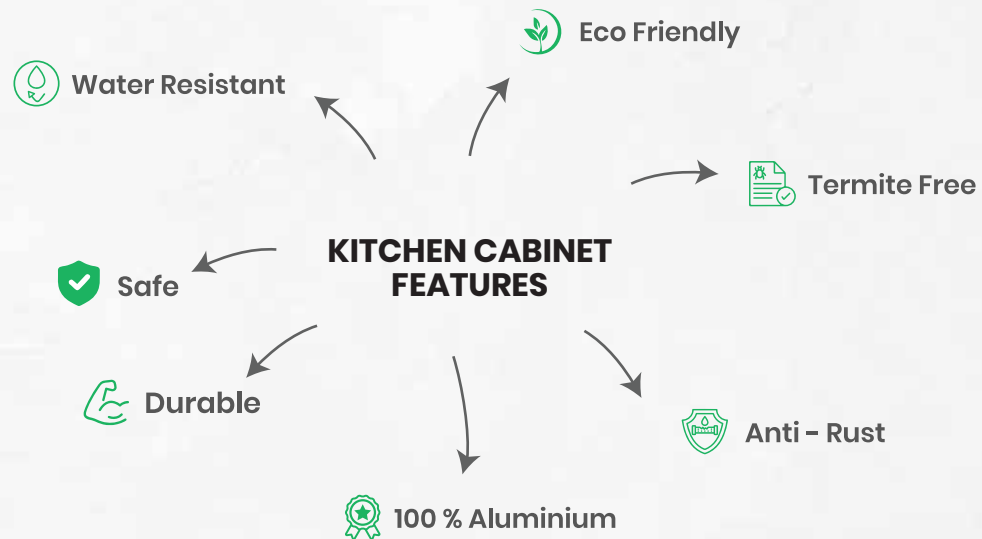 Eco Friendly
Water Resistant
Termite Free
KITCHEN CABINET
FEATURES
Safe
Durable
Anti - Rust
100 % Aluminium